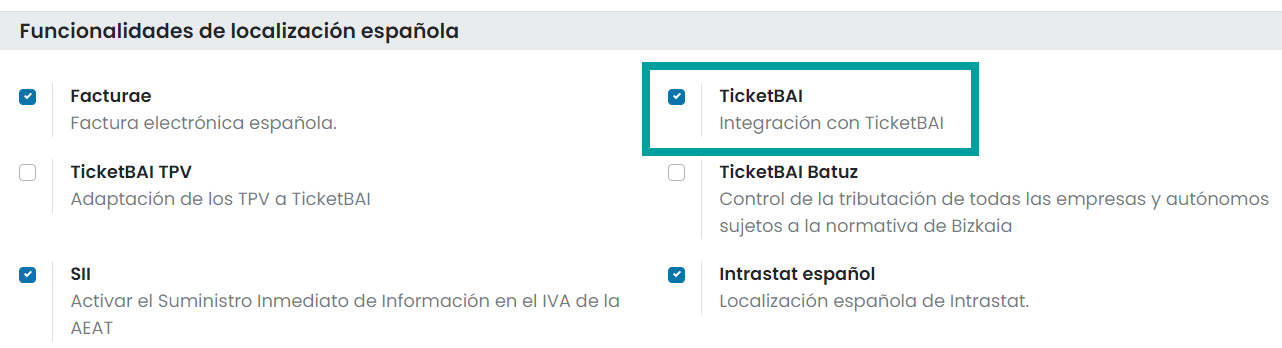 Funcionalidades de localización española
Facturae
Factura electrónica española.
TicketBAI
Integración con TicketBAI
TicketBAI TPV
Adaptación de los TPV a TicketBAI
TicketBAI Batuz
Control de la tributación de todas las empresas y autónomos
sujetos a la normativa de Bizkaia
SII
Activar el Suministro Inmediato de Información en el IVA de la
AEAT
Intrastat español
Localización española de Intrastat.